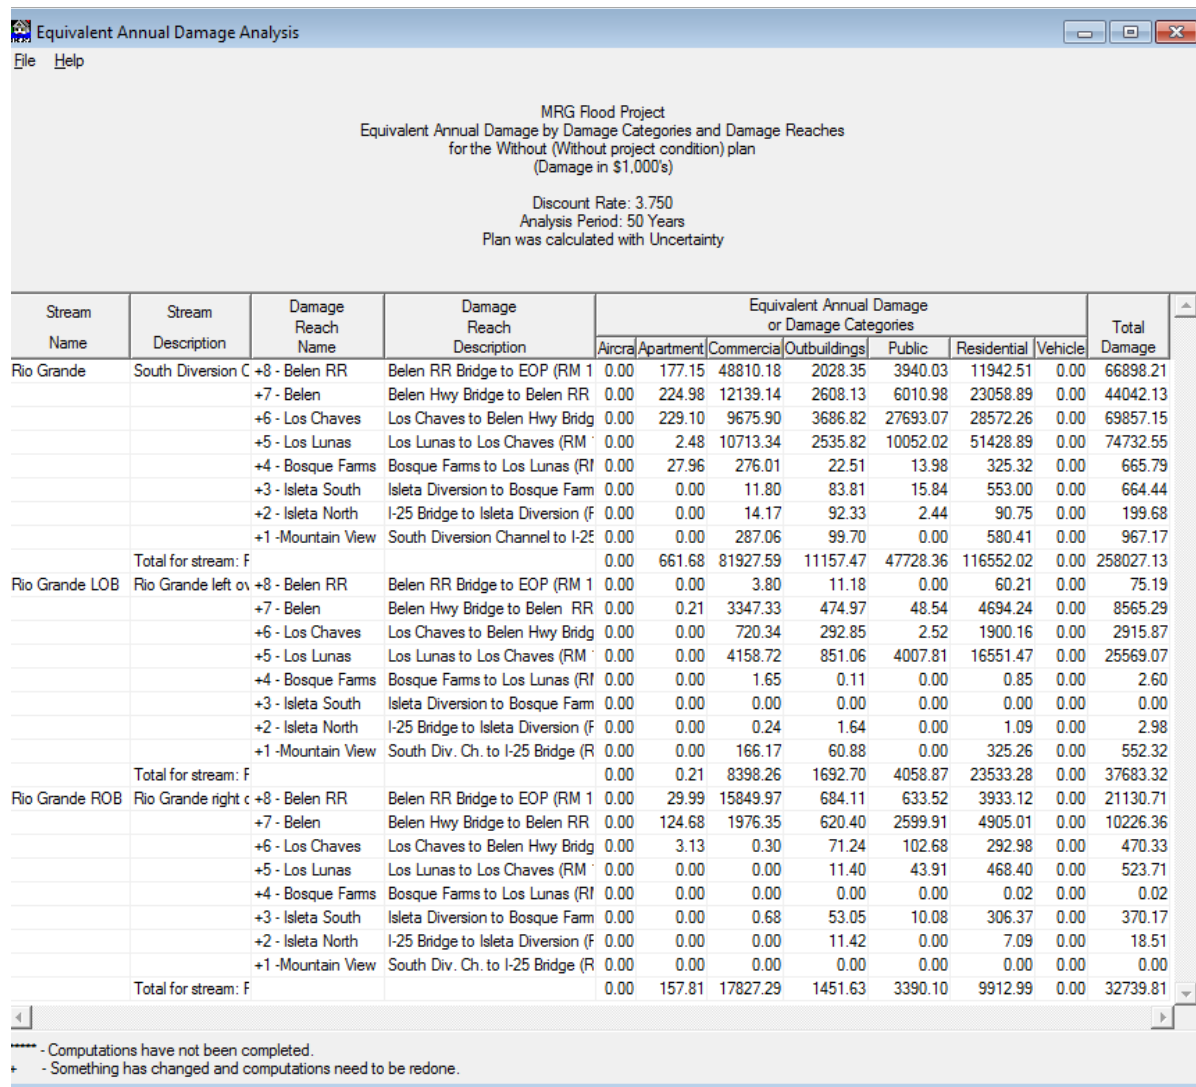 Equivalent Annual Damage Analysis
File Help
MRG Flood Project
Equivalent Annual Damage by Damage Categories and Damage Reaches
for the Without (Without project condition) plan
(Damage in $1,000's)
Discount Rate: 3.750
Analysis Period: 50 Years
Plan was calculated with Uncertainty
Stream Name Stream Description Damage Reach Name Damage Reach Description Equivalent Annual Damage or Damage Categories Total Damage
Aircra Apartment Commercia Outbuildings Public Residential Vehicle
Rio Grande South Diversion C +8 - Belen RR Belen RR Bridge to EOP (RM 1 0.00 177.15 48810.18 2028.35 3940.03 11942.51 0.00 66898.21
+7 - Belen Belen Hwy Bridge to Belen RR 0.00 224.98 12139.14 2608.13 6010.98 23058.89 0.00 44042.13
+6 - Los Chaves Los Chaves to Belen Hwy Bridg 0.00 229.10 9675.90 3686.82 27693.07 28572.26 0.00 69857.15
+5 - Los Lunas Los Lunas to Los Chaves (RM 0.00 2.48 10713.34 2535.82 10052.02 51428.89 0.00 74732.55
+4 - Bosque Farms Bosque Farms to Los Lunas (R 0.00 27.96 276.01 22.51 13.98 325.32 0.00 665.79
+3 - Isleta South Isleta Diversion to Bosque Farm 0.00 0.00 11.80 83.81 15.84 553.00 0.00 664.44
+2 - Isleta North I-25 Bridge to Isleta Diversion ( 0.00 0.00 14.17 92.33 2.44 90.75 0.00 199.68
+1 -Mountain View South Diversion Channel to I-25 0.00 0.00 287.06 99.70 0.00 580.41 0.00 967.17
Total for stream: 0.00 661.68 81927.59 11157.47 47728.36 116552.02 0.00 258027.13
Rio Grande LOB Rio Grande left ov +8 - Belen RR Belen RR Bridge to EOP (RM 1 0.00 0.00 3.80 11.18 0.00 60.21 0.00 75.19
+7 - Belen Belen Hwy Bridge to Belen RR 0.00 0.21 3347.33 474.97 48.54 4694.24 0.00 8565.29
+6 - Los Chaves Los Chaves to Belen Hwy Bridg 0.00 0.00 720.34 292.85 2.52 1900.16 0.00 2915.87
+5 - Los Lunas Los Lunas to Los Chaves (RM 0.00 0.00 4158.72 851.06 4007.81 16551.47 0.00 25569.07
+4 - Bosque Farms Bosque Farms to Los Lunas (R 0.00 0.00 1.65 0.11 0.00 0.85 0.00 2.60
+3 - Isleta South Isleta Diversion to Bosque Farm 0.00 0.00 0.00 0.00 0.00 0.00 0.00 0.00
+2 - Isleta North I-25 Bridge to Isleta Diversion ( 0.00 0.00 0.24 1.64 0.00 1.09 0.00 2.98
+1 -Mountain View South Div. Ch. to I-25 Bridge (R 0.00 0.00 166.17 60.88 0.00 325.26 0.00 552.32
Total for stream: 0.00 0.21 8398.26 1692.70 4058.87 23533.28 0.00 37683.32
Rio Grande ROB Rio Grande right +8 - Belen RR Belen RR Bridge to EOP (RM 1 0.00 29.99 15849.97 684.11 633.52 3933.12 0.00 21130.71
+7 - Belen Belen Hwy Bridge to Belen RR 0.00 124.68 1976.35 620.40 2599.91 4905.01 0.00 10226.36
+6 - Los Chaves Los Chaves to Belen Hwy Bridg 0.00 3.13 0.30 71.24 102.68 292.98 0.00 470.33
+5 - Los Lunas Los Lunas to Los Chaves (RM 0.00 0.00 0.00 11.40 43.91 468.40 0.00 523.71
+4 - Bosque Farms Bosque Farms to Los Lunas (R 0.00 0.00 0.00 0.00 0.00 0.02 0.00 0.02
+3 - Isleta South Isleta Diversion to Bosque Farm 0.00 0.00 0.68 53.05 10.08 306.37 0.00 370.17
+2 - Isleta North I-25 Bridge to Isleta Diversion ( 0.00 0.00 0.00 11.42 0.00 7.09 0.00 18.51
+1 -Mountain View South Div. Ch. to I-25 Bridge (R 0.00 0.00 0.00 0.00 0.00 0.00 0.00 0.00
Total for stream: 0.00 157.81 17827.29 1451.63 3390.10 9912.99 0.00 32739.81
***** - Computations have not been completed.
+ - Something has changed and computations need to be redone.